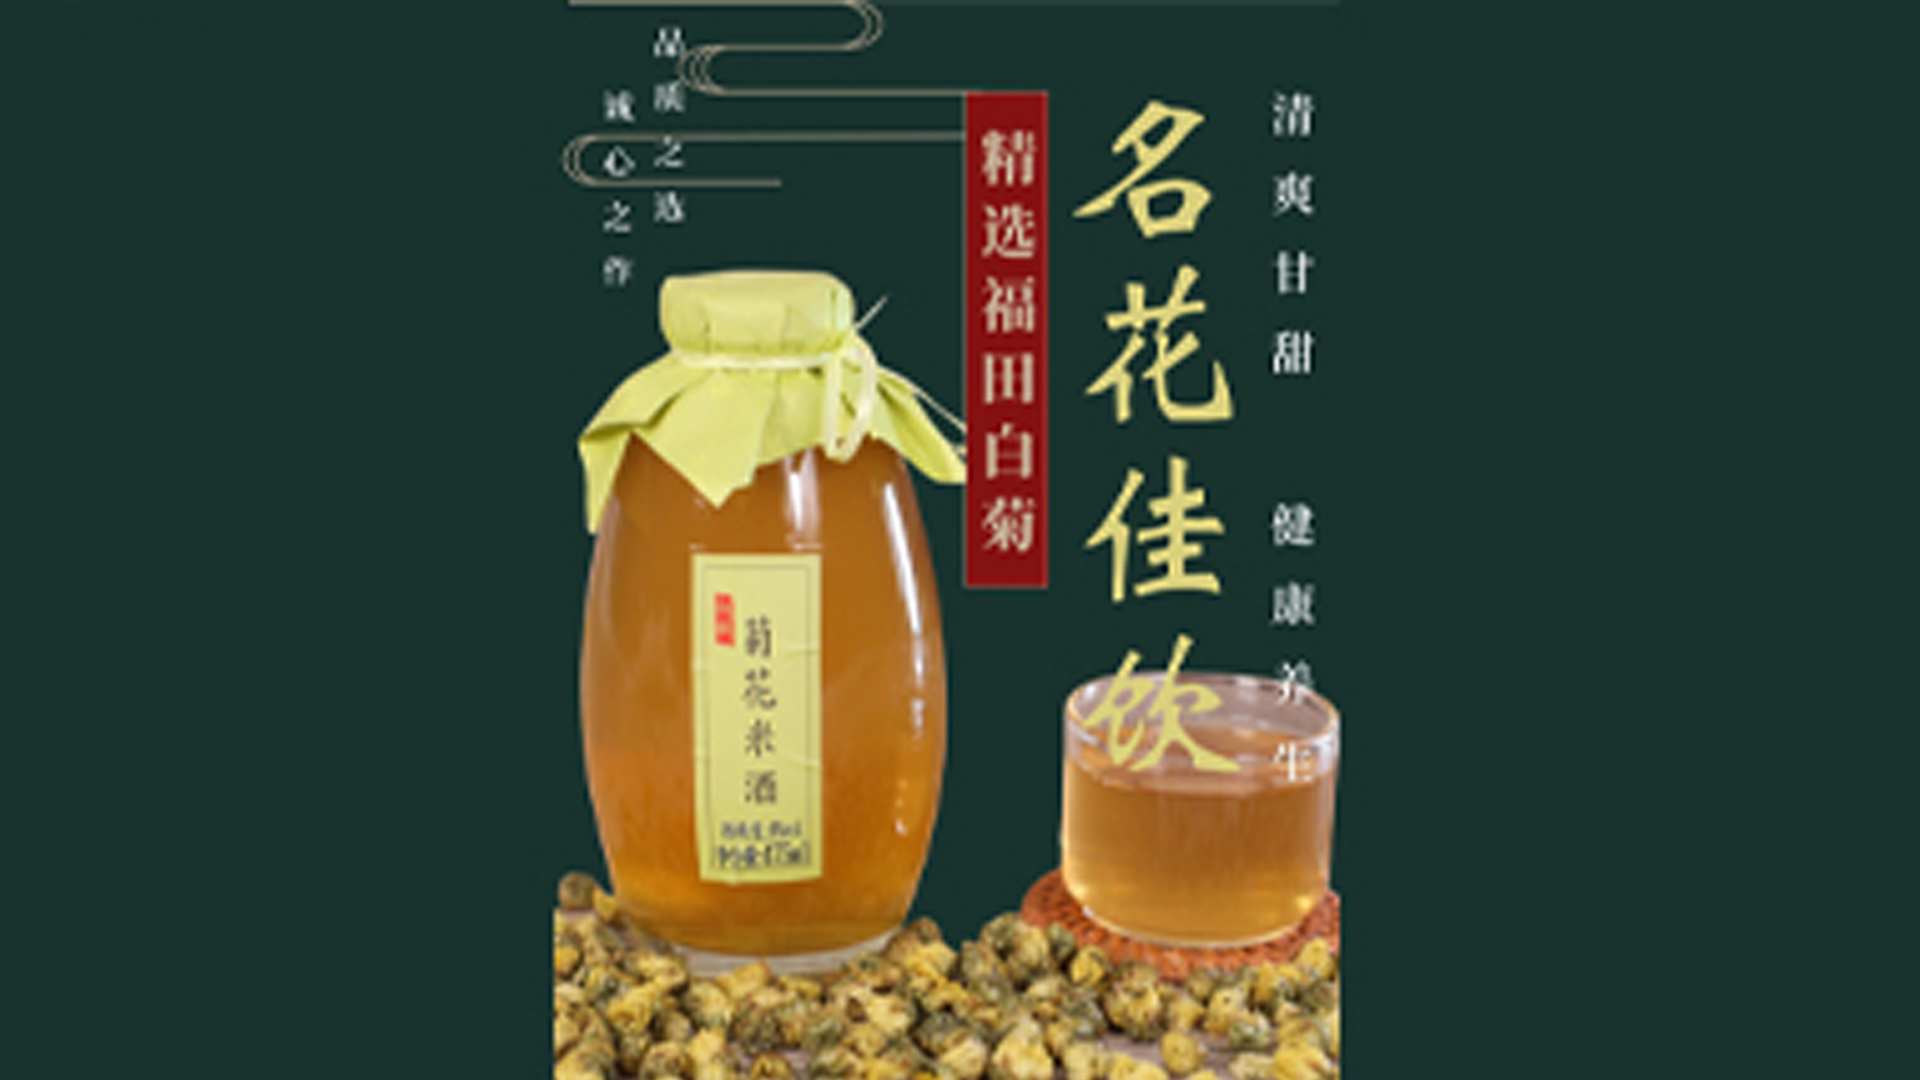 清爽甘甜 健康养生
名花佳饮
精选福田白菊
品质之选
诚心之作
菊花米酒